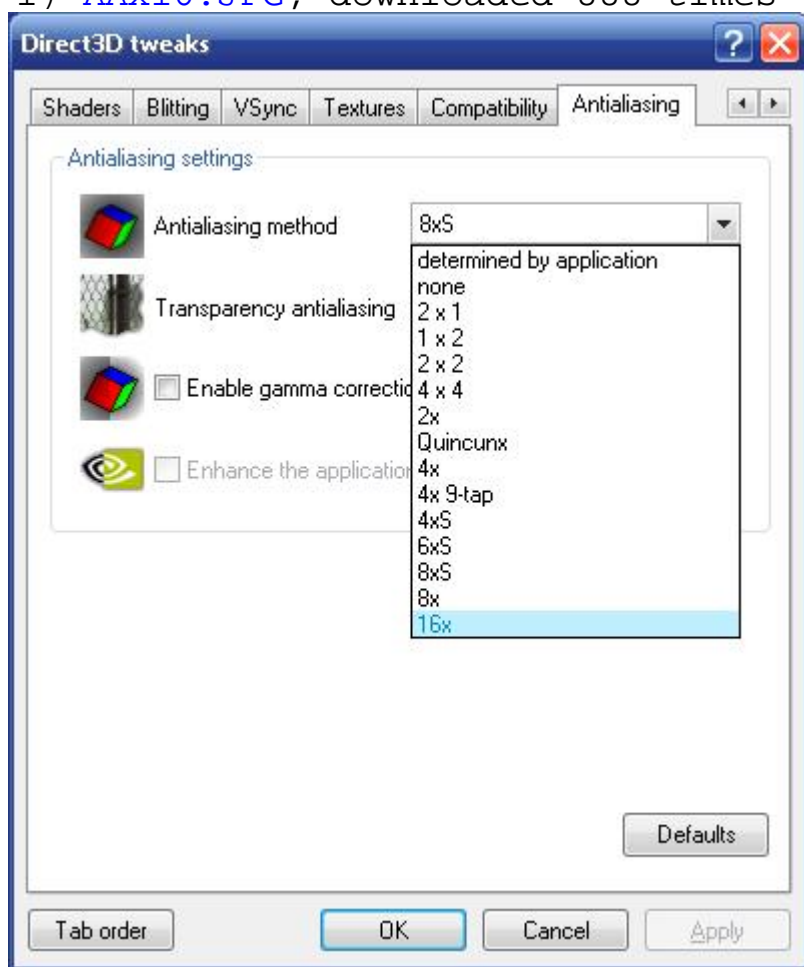 Direct3D tweaks
Shaders Blitting VSync Textures Compatibility Antialiasing
Antialiasing settings
Antialiasing method 8xS
determined by application
none
Transparency antialiasing 2 x 1
1 x 2
2 x 2
Enable gamma correctio 4 x 4
2x
Quincunx
Enhance the application 4x
4x 9-tap
4xS
6xS
8xS
8x
16x
Defaults
Tab order OK Cancel Apply